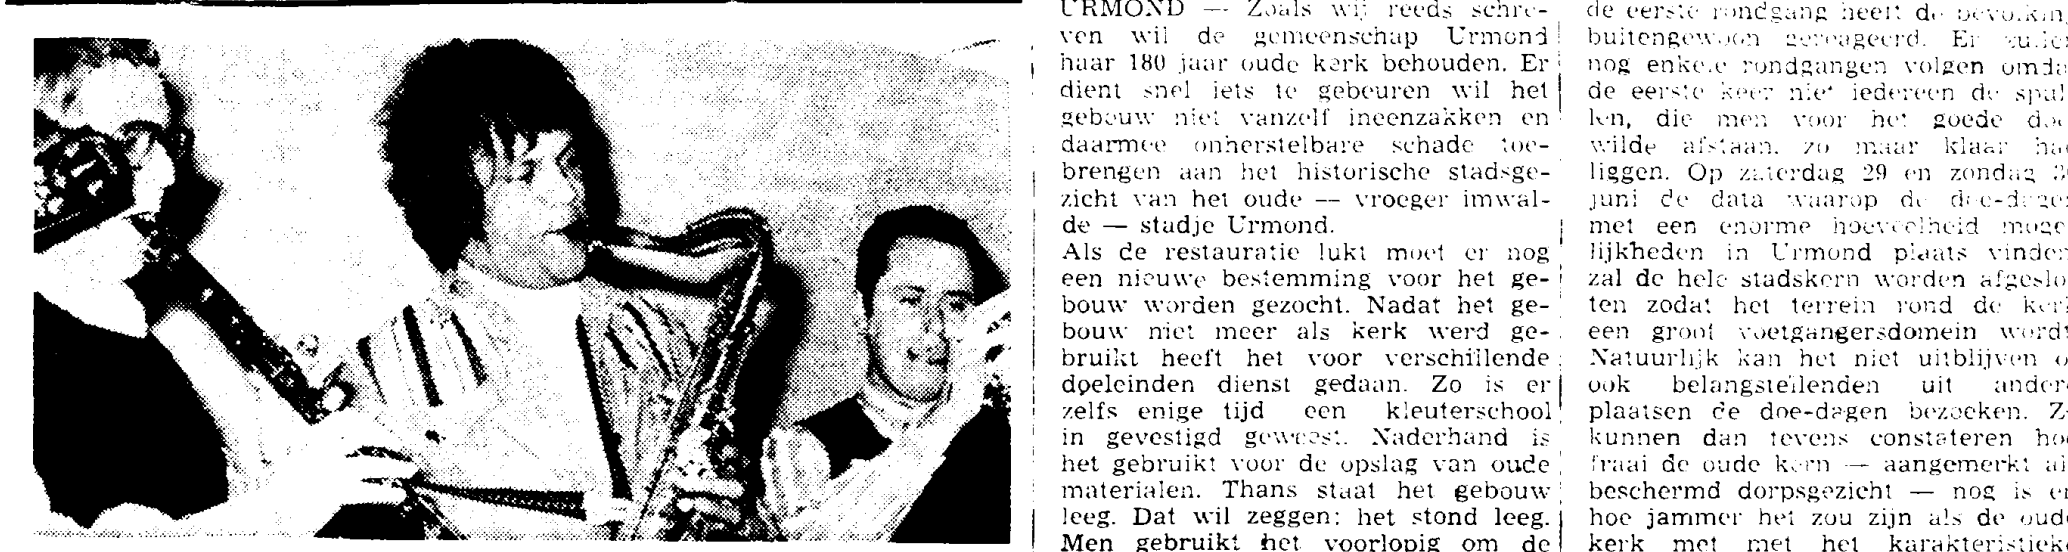 URMOND — Zoals wij reeds schre-
ven wil de gemeenschap Urmond
haar 180 jaar oude kerk behouden. Er
dient snel iets te gebeuren wil het
gebouw niet vanzelf ineenzakken en
daarmee onherstelbare schade toe-
brengen aan het historische stadsge-
zicht van het oude — vroeger imwal-
de — stadje Urmond.
Als de restauratie lukt moet er nog
een nieuwe bestemming voor het ge-
bouw worden gezocht. Nadat het ge-
bouw niet meer als kerk werd ge-
bruikt heeft het voor verschillende
doeleinden dienst gedaan. Zo is er
zelfs enige tijd een kleuterschool
in gevestigd geweest. Naderhand is
het gebruikt voor de opslag van oude
materialen. Thans staat het gebouw
leeg. Dat wil zeggen: het stond leeg.
Men gebruikt het voorlopig om de
de eerste rondgang heeft de bevolking
buitengewoon gereageerd. Er zullen
nog enkele rondgangen volgen omda
de eerste keer niet iedereen de spul-
len, die men voor het goede doe
wilde afstaan, zo maar klaar had
liggen. Op zaterdag 29 en zondag 30
juni de data waarop de doe-dagen
met een enorme hoeveelheid moge-
lijkheden in Urmond plaats vinden
zal de hele stadskern worden afgeslo-
ten zodat het terrein rond de kerk
een groot voetgangersdomein wordt
Natuurlijk kan het niet uitblijven o
ook belangstellenden uit andere
plaatsen de doe-dagen bezoeken. Z
kunnen dan tevens constateren hoe
fraai de oude kern — aangemerkt al
beschermd dorpsgezicht — nog is en
hoe jammer het zou zijn als de oude
kerk met met het karakteristieke